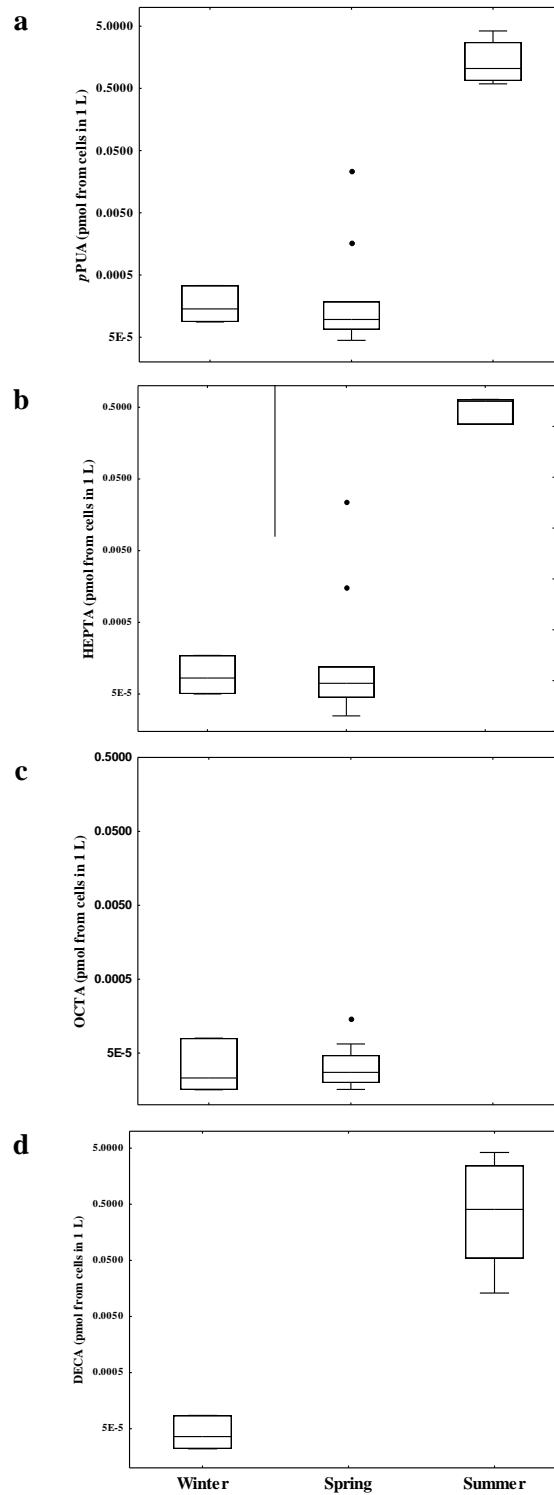 a
pPUA (pmol from cells in 1 L)
5.0000
0.5000
0.0500
0.0050
0.0005
5E-5
b
HEPTA (pmol from cells in 1 L)
0.5000
0.0500
0.0050
0.0005
5E-5
c
OCTA (pmol from cells in 1 L)
0.5000
0.0500
0.0050
0.0005
5E-5
d
DECA (pmol from cells in 1 L)
5.0000
0.5000
0.0500
0.0050
0.0005
5E-5
Winter Spring Summer